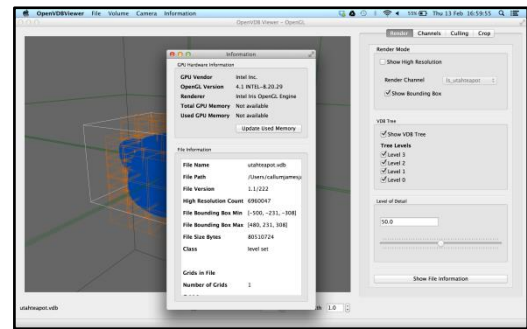 OpenVDBViewer File Volume Camera Information
55% Thu 13 Feb 16:59:55
OpenVDB Viewer - OpenGL
Information
GPU Hardware Information
GPU Vendor Intel Inc.
OpenGL Version 4.1 INTEL-8.20.29
Renderer Intel Iris OpenGL Engine
Total GPU Memory Not available
Used GPU Memory Not available
Update Used Memory
File Information
File Name utahteapot.vdb
File Path /Users/callumjamesj
File Version 1.1/222
High Resolution Count 6960047
File Bounding Box Min [-500, -231, -308]
File Bounding Box Max [480, 231, 308]
File Size Bytes 80510724
Class level set
Grids in File
Number of Grids 1
utahteapot.vdb
1.0
Render Channels Culling Crop
Render Mode
Show High Resolution
Render Channel ls_utahteapot
Show Bounding Box
VDB Tree
Show VDB Tree
Tree Levels
Level 3
Level 2
Level 1
Level 0
Level of Detail
50.0
Show File Information